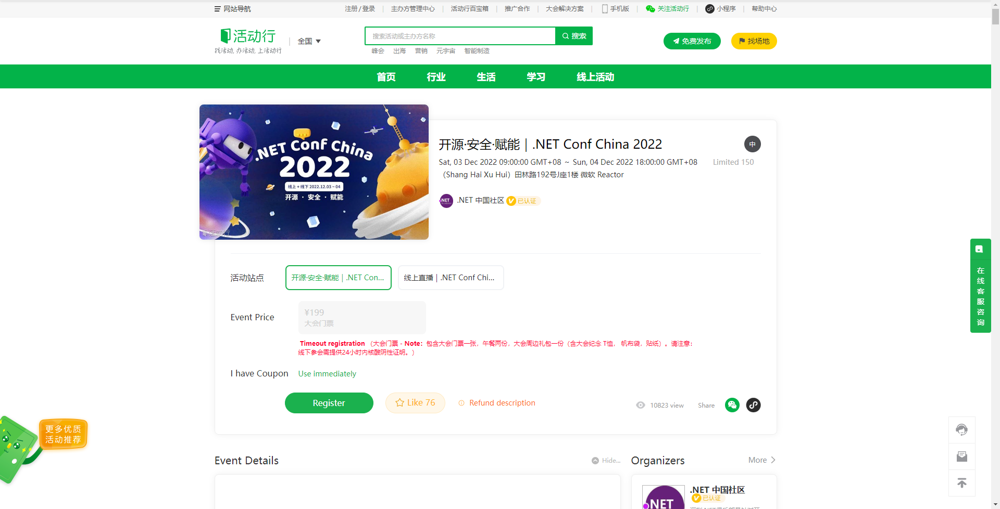 网站导航
注册/登录
主办方管理中心
活动行百宝箱
推广合作
大会解决方案
手机版
关注活动行
小程序
帮助中心
活动行
找活动, 办活动, 上活动行
全国
搜索活动或主办方名称
搜索
峰会 出海 营销 元宇宙 智能制造
免费发布
找场地
首页 行业 生活 学习 线上活动
.NET Conf China
2022
线上 + 线下 2022.12.03 ~ 04
开源 · 安全 · 赋能
活动行
开源·安全·赋能｜.NET Conf China 2022
中
Sat, 03 Dec 2022 09:00:00 GMT+08 ~ Sun, 04 Dec 2022 18:00:00 GMT+08
Limited 150
（Shang Hai Xu Hui）田林路192号J座1楼 微软 Reactor
.NET
.NET 中国社区
V 已认证
活动站点
开源·安全·赋能｜.NET Con...
线上直播｜.NET Conf Chi...
Event Price
¥199
大会门票
Timeout registration （大会门票 - Note：包含大会门票一张，午餐两份，大会周边礼包一份（含大会纪念 T恤， 帆布袋，贴纸）。请注意：
线下参会需提供24小时内核酸阴性证明。）
I have Coupon
Use immediately
Register
Like 76
Refund description
10823 view
Share
在线客服咨询
更多优质
活动推荐
Event Details
Hide...
Organizers
More
.NET
.NET 中国社区
V 已认证